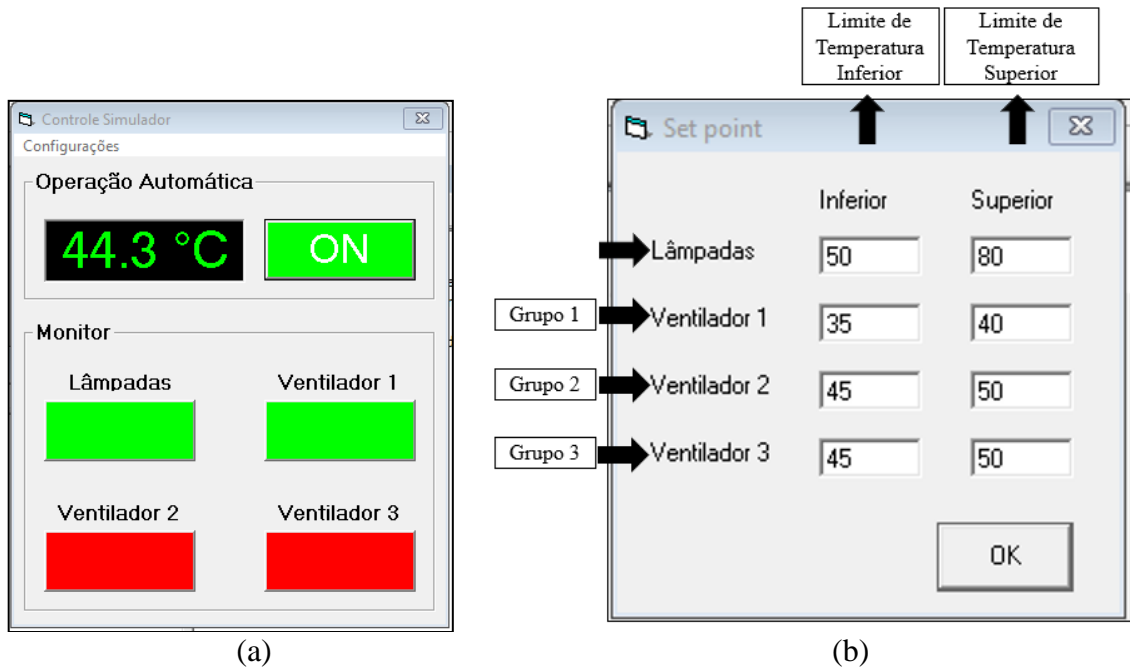 Controle Simulador
Configurações
Operação Automática
44.3 °C
ON
Monitor
Lâmpadas
Ventilador 1
Ventilador 2
Ventilador 3
(a)
Limite de
Temperatura
Inferior
Limite de
Temperatura
Superior
Set point
Inferior
Superior
Lâmpadas
50
80
Grupo 1
Ventilador 1
35
40
Grupo 2
Ventilador 2
45
50
Grupo 3
Ventilador 3
45
50
OK
(b)